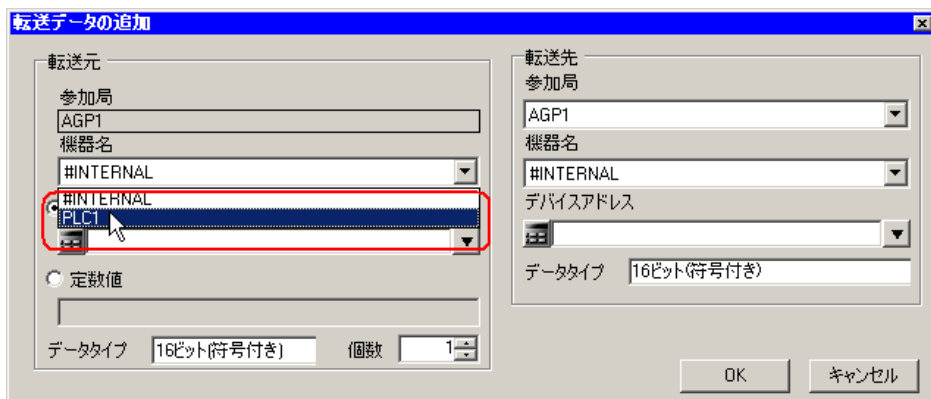 転送データの追加
転送元
参加局
AGP1
機器名
#INTERNAL
#INTERNAL
PLC1
定数値
データタイプ
16ビット(符号付き)
個数
1
転送先
参加局
AGP1
機器名
#INTERNAL
デバイスアドレス
データタイプ
16ビット(符号付き)
OK
キャンセル